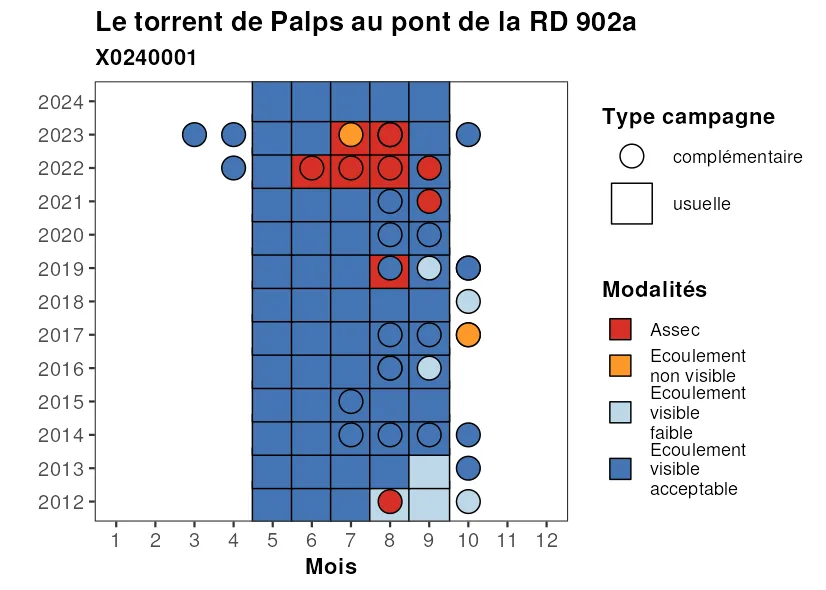 Le torrent de Palps au pont de la RD 902a
X0240001
2024
2023
2022
2021
2020
2019
2018
2017
2016
2015
2014
2013
2012
1 2 3 4 5 6 7 8 9 10 11 12
Mois
Type campagne
complémentaire
usuelle
Modalités
Assec
Ecoulement
non visible
Ecoulement
visible
faible
Ecoulement
visible
acceptable